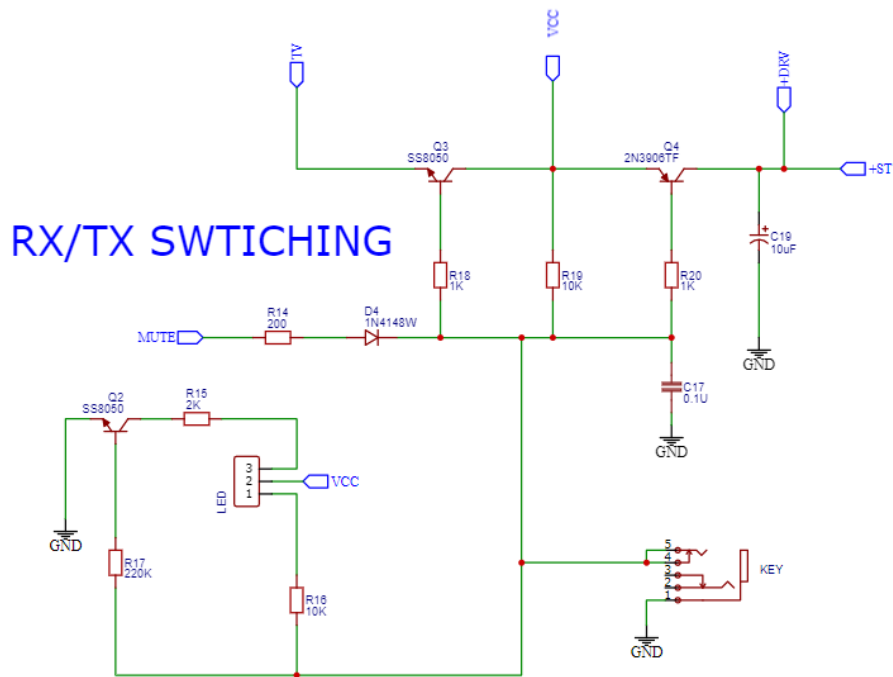 TV
VCC
+DRV
Q3
SS8050
Q4
2N3906TF
+ST
RX/TX SWTICHING
C19
10uF
R18
1K
R19
10K
R20
1K
MUTE
R14
200
D4
1N4148W
GND
C17
0.1U
GND
Q2
SS8050
R15
2K
3
2
1
LED
VCC
GND
R17
220K
R16
10K
5
4
3
2
1
KEY
GND